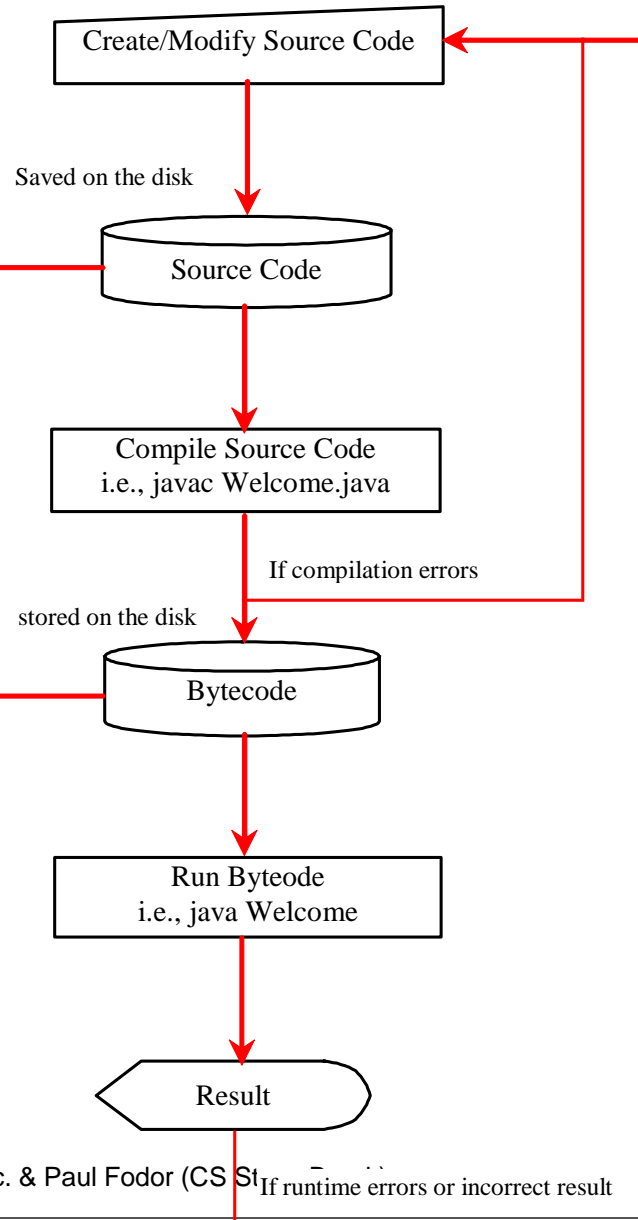 Create/Modify Source Code
Saved on the disk
Source Code
Compile Source Code
i.e., javac Welcome.java
If compilation errors
stored on the disk
Bytecode
Run Byteode
i.e., java Welcome
Result
c. & Paul Fodor (CS
If runtime errors or incorrect result